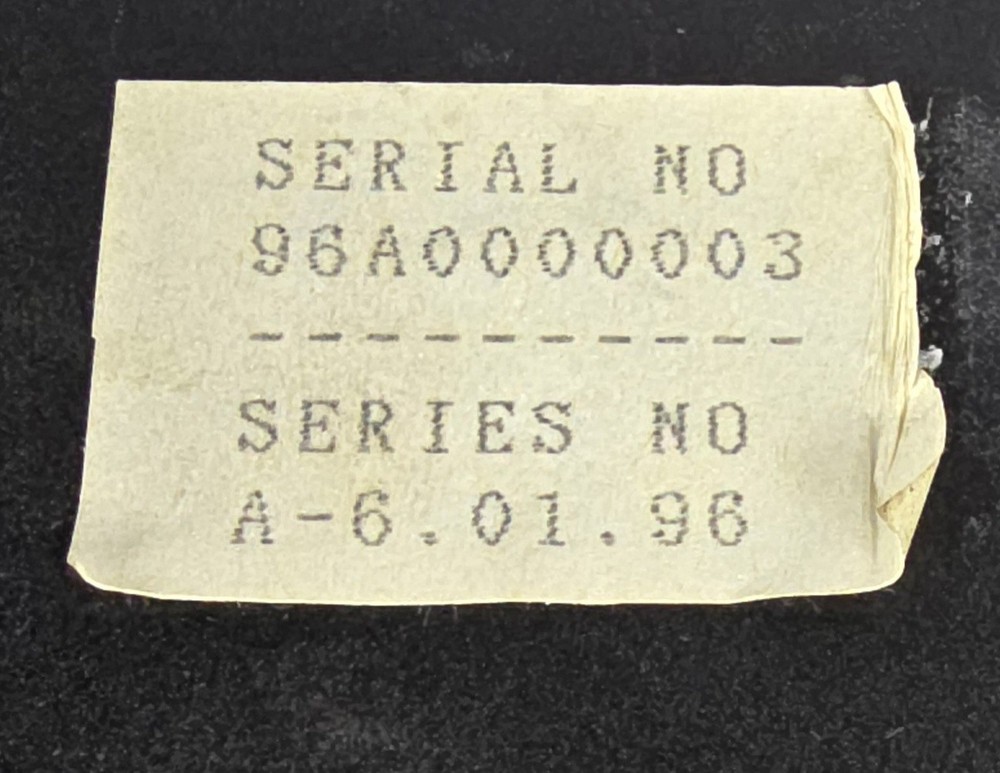 SERIAL NO
96A0000003
----------
SERIES NO
A-6.01.96